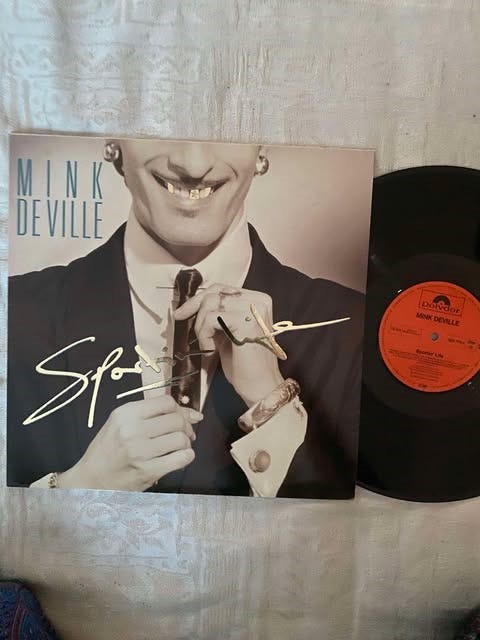 MINK
DEVILLE
Sportin' Life
Polydor
MINK DEVILLE
Sportin' Life